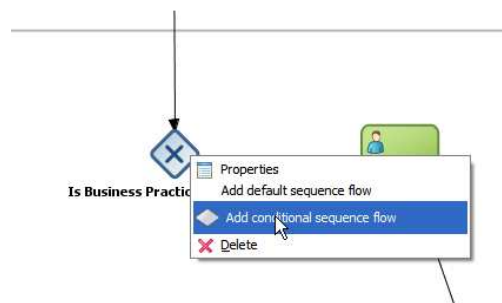 Properties
Is Business Practic
Add default sequence flow
Add conditional sequence flow
Delete